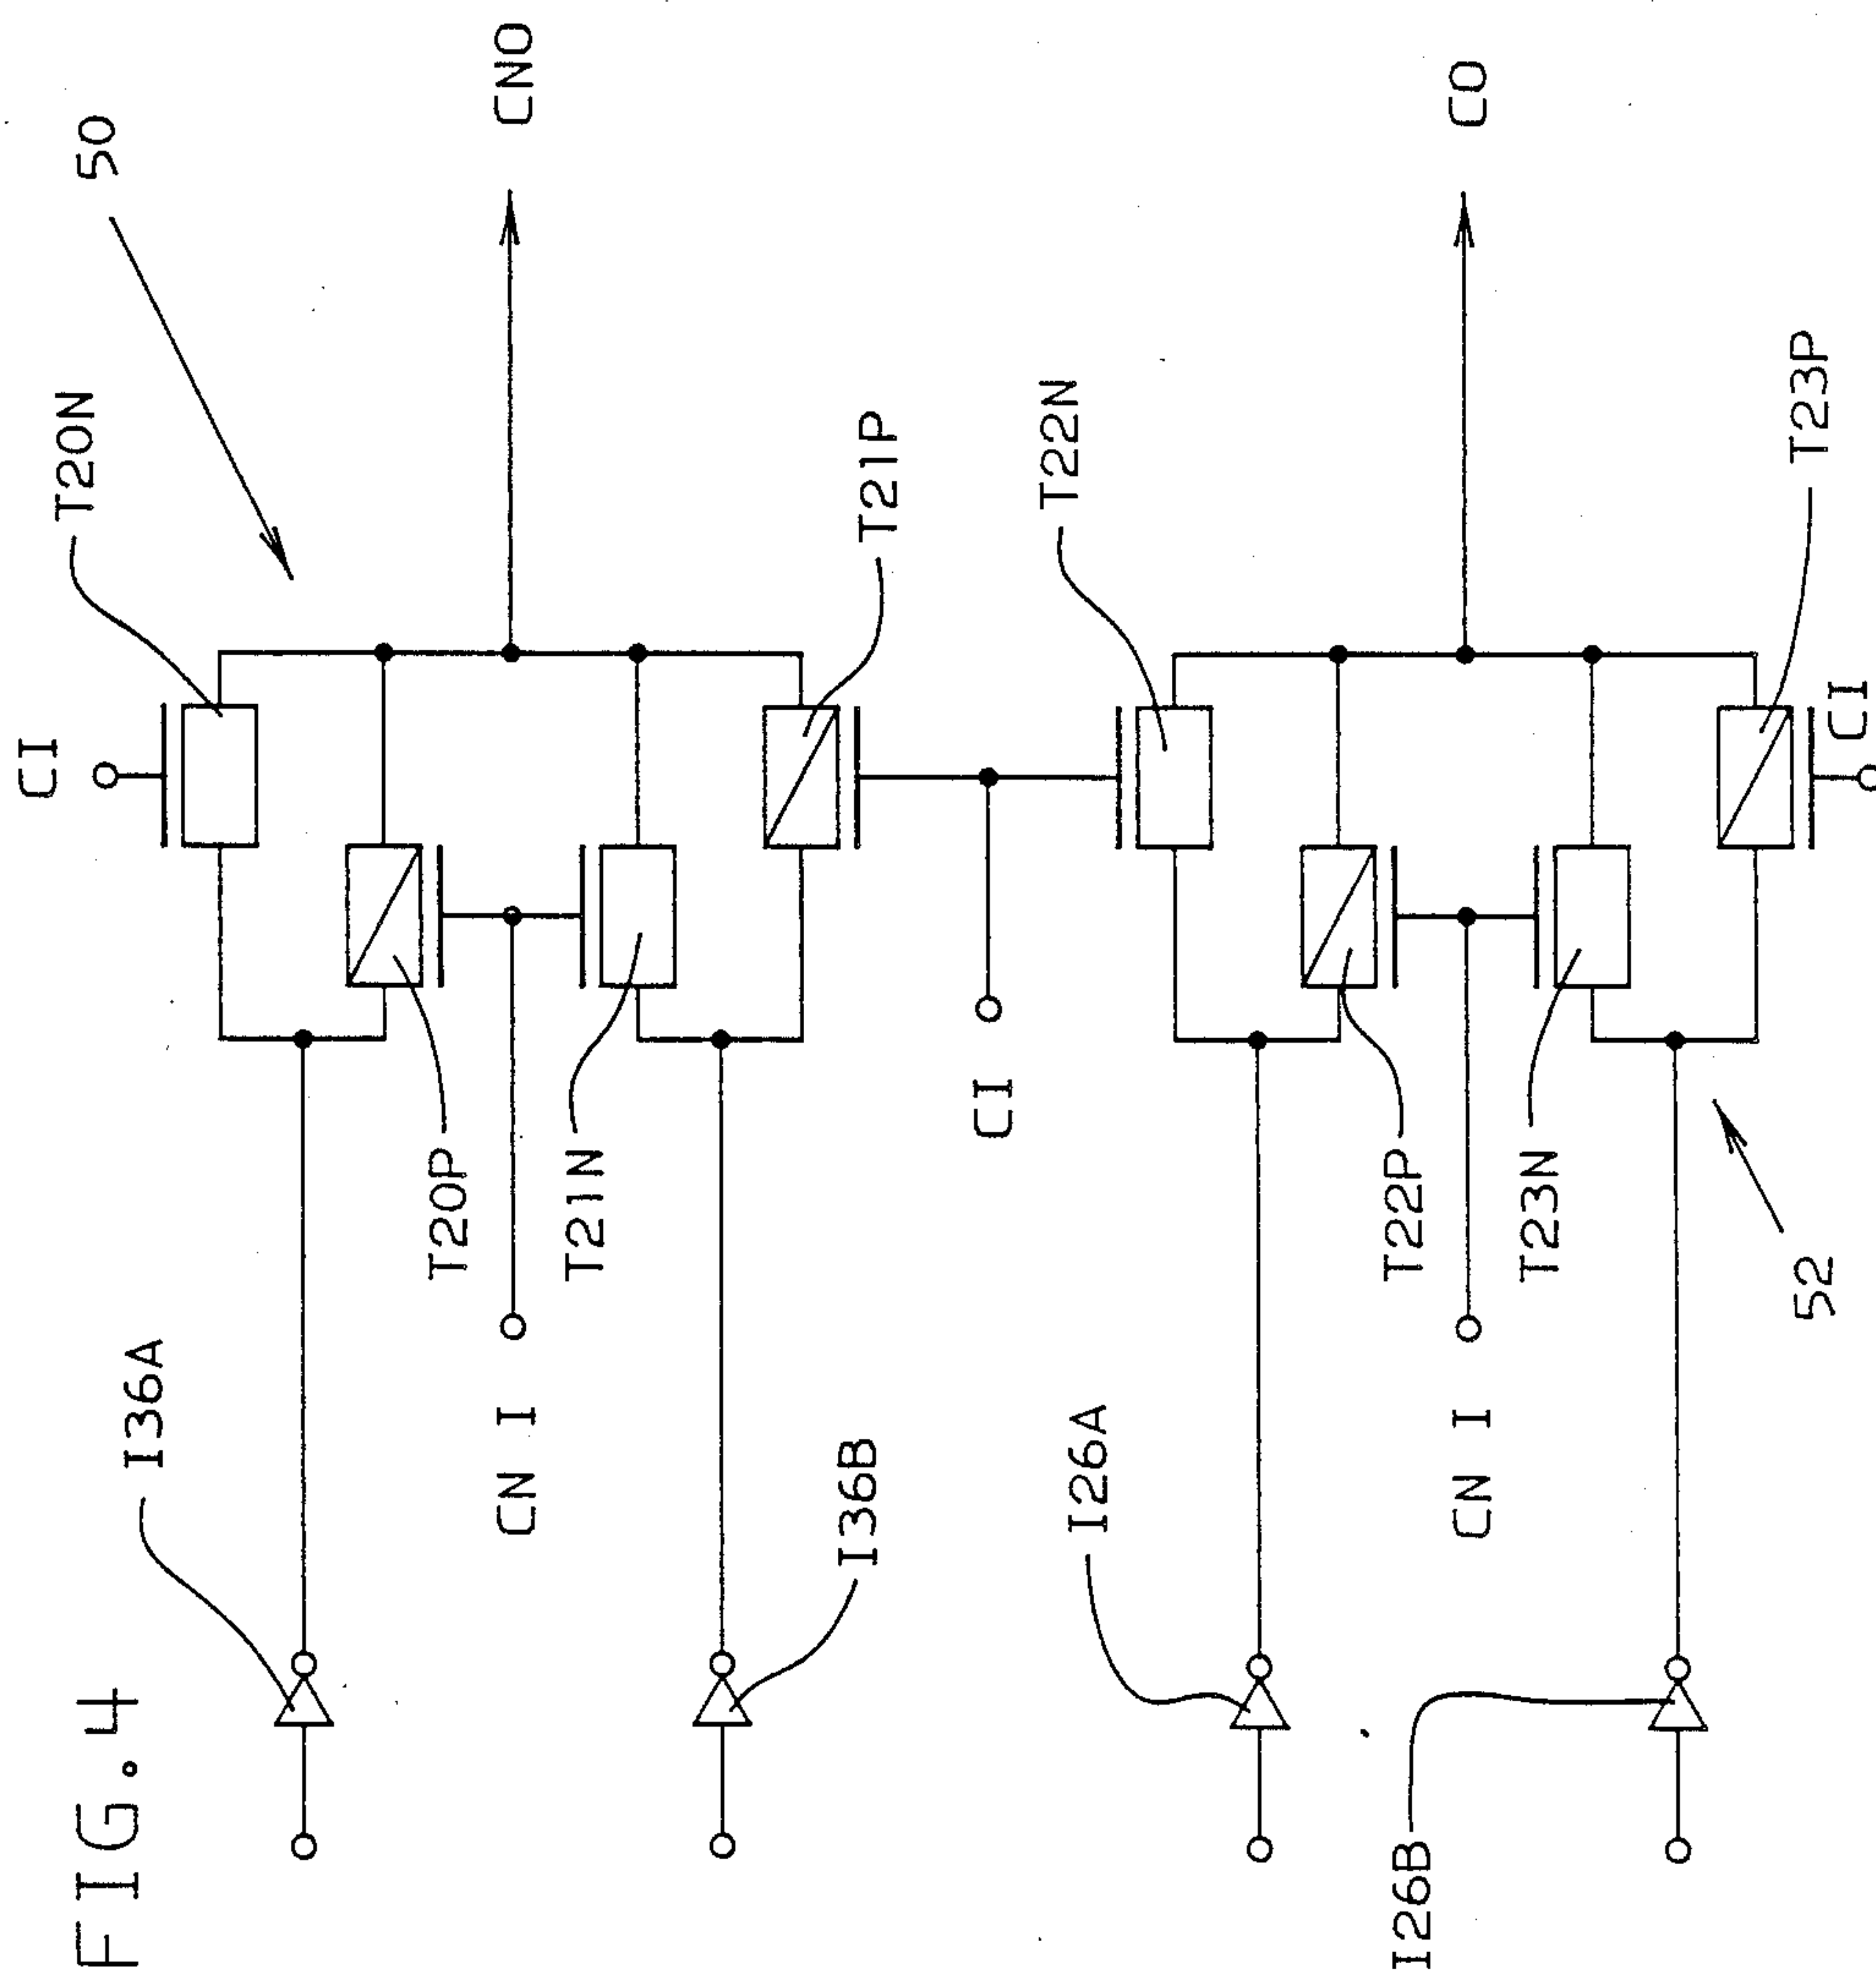 FIG.4
I36A
T20N
CI
50
T20P
CN I
CNO
T21N
I36B
T21P
CI
I26A
T22N
T22P
CN I
CO
T23N
I26B
52
T23P
CI